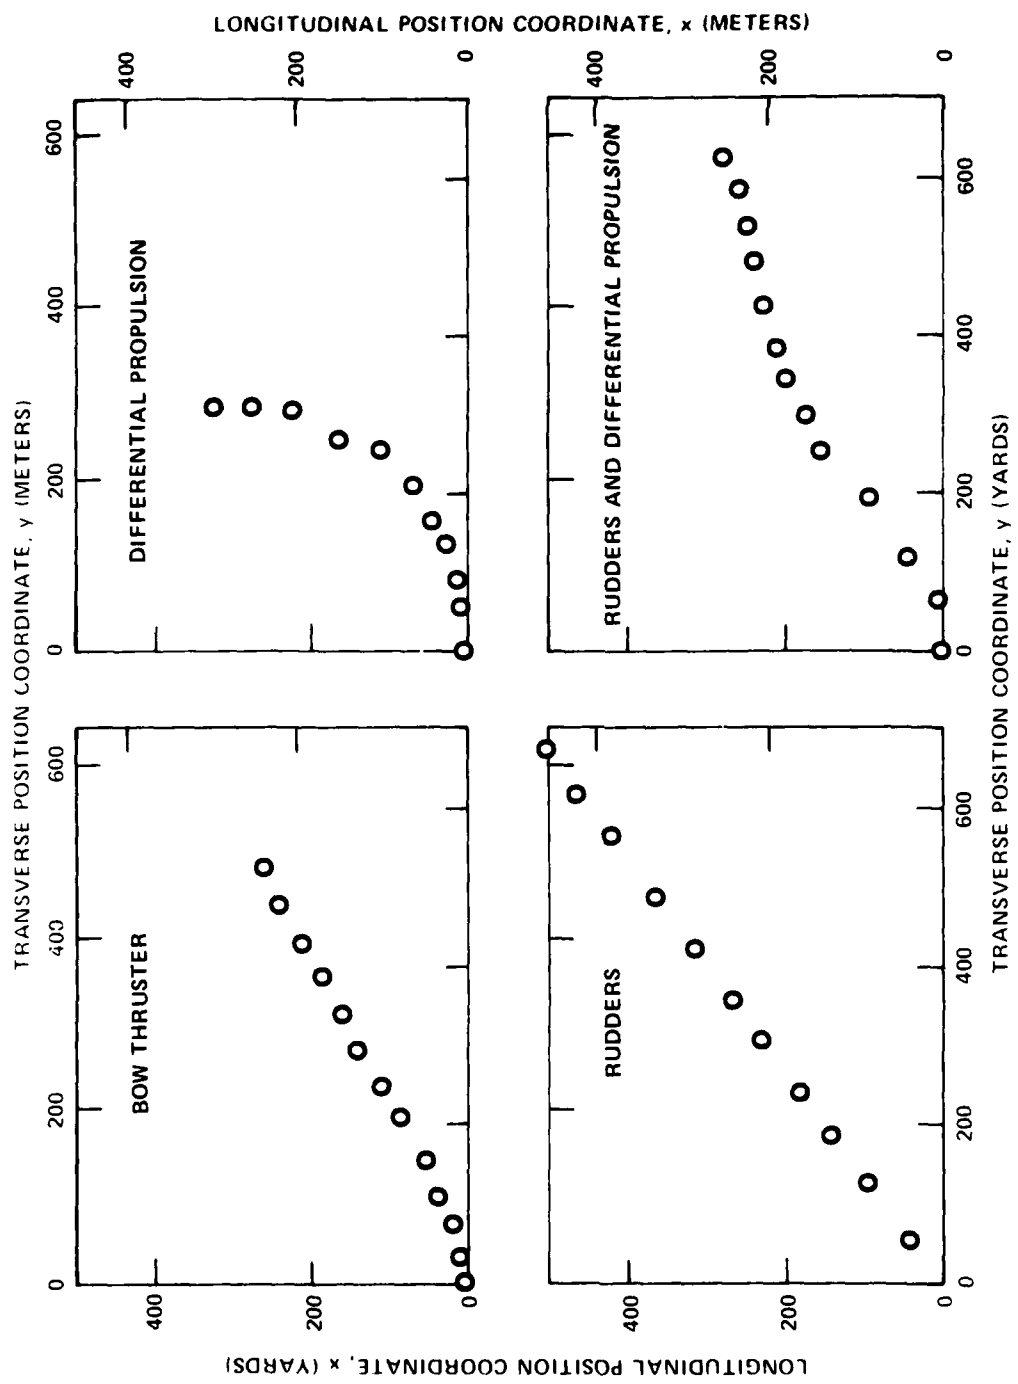 TRANSVERSE POSITION COORDINATE, y (METERS)
0 200 400 600 0 200 400 600
BOW THRUSTER
DIFFERENTIAL PROPULSION
400
200
0
400
200
0
LONGITUDINAL POSITION COORDINATE, x (YARDS)
LONGITUDINAL POSITION COORDINATE, x (METERS)
RUDDERS
RUDDERS AND DIFFERENTIAL PROPULSION
400
200
0
400
200
0
0 200 400 600 0 200 400 600
TRANSVERSE POSITION COORDINATE, y (YARDS)